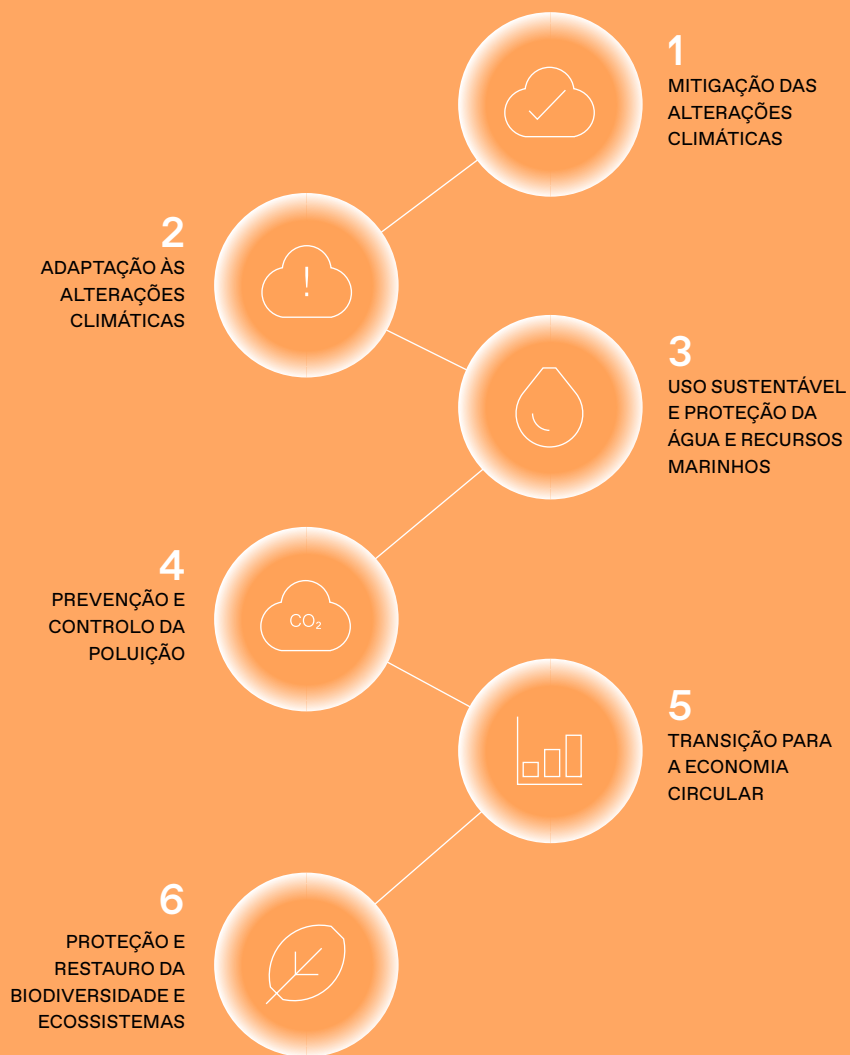 1
MITIGAÇÃO DAS
ALTERAÇÕES
CLIMÁTICAS
2
ADAPTAÇÃO ÀS
ALTERAÇÕES
CLIMÁTICAS
!
3
USO SUSTENTÁVEL
E PROTEÇÃO DA
ÁGUA E RECURSOS
MARINHOS
4
PREVENÇÃO E
CONTROLO DA
POLUIÇÃO
CO₂
5
TRANSIÇÃO PARA
A ECONOMIA
CIRCULAR
6
PROTEÇÃO E
RESTAURO DA
BIODIVERSIDADE E
ECOSSISTEMAS